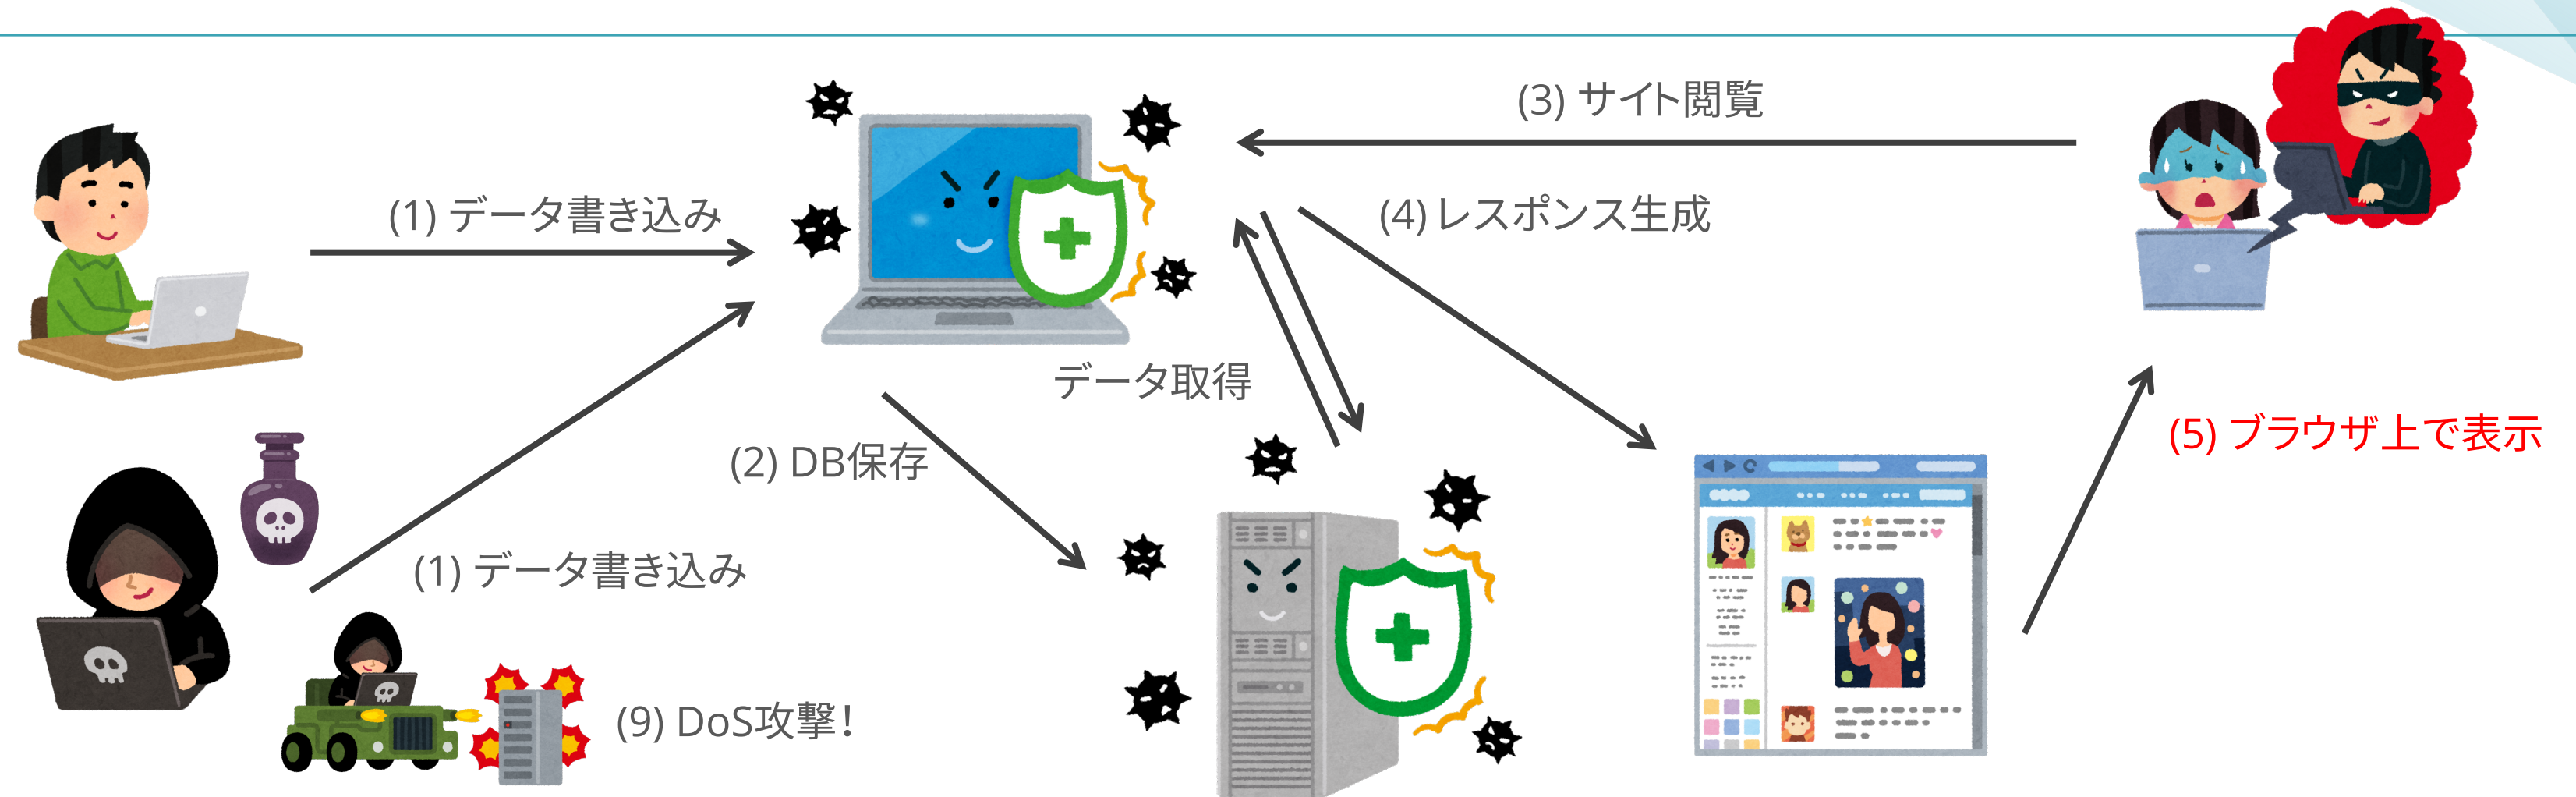 (3) サイト閲覧
(1) データ書き込み
(4) レスポンス生成
データ取得
(5) ブラウザ上で表示
(2) DB保存
(1) データ書き込み
(9) DoS攻撃!